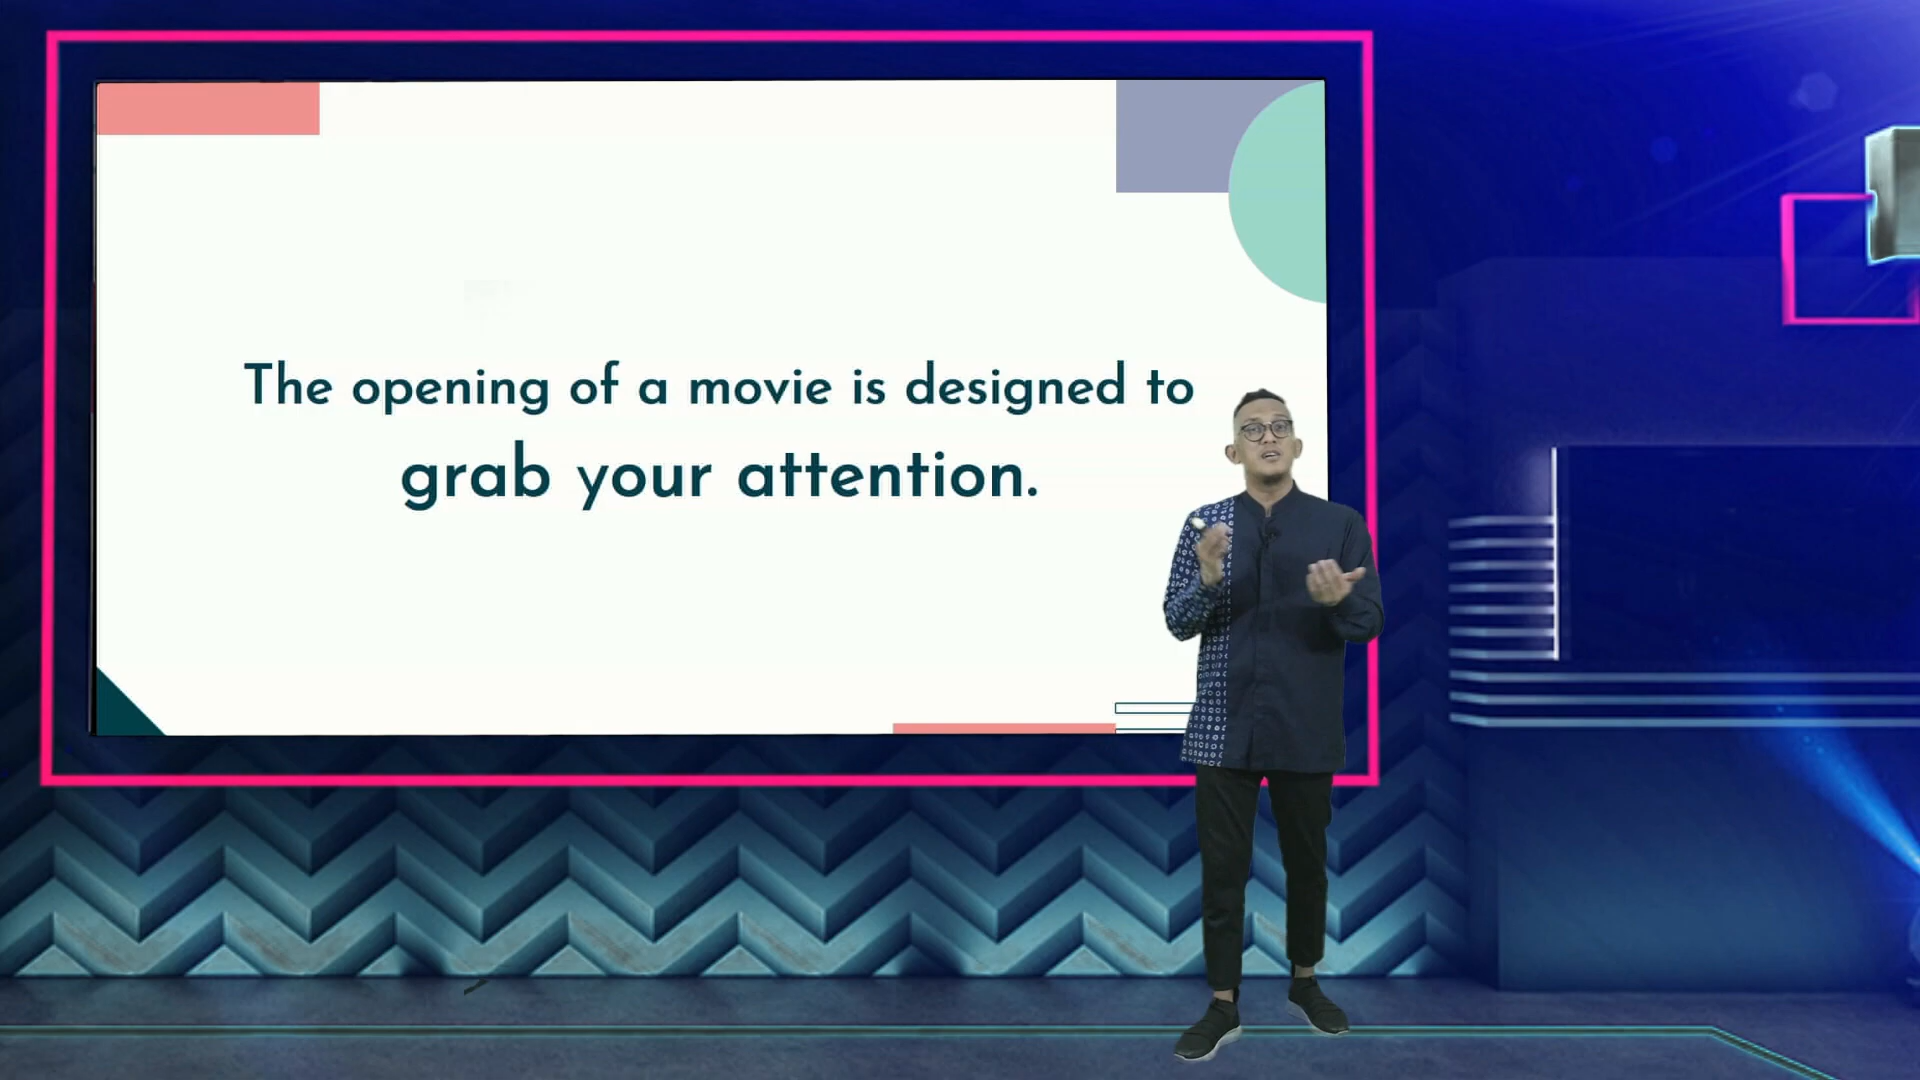 The opening of a movie is designed to
grab your attention.